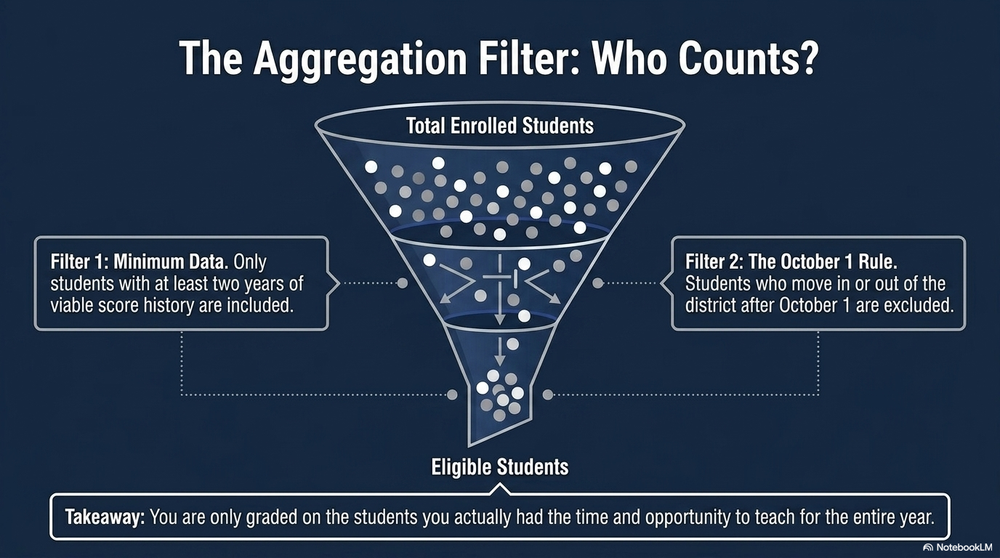 The Aggregation Filter: Who Counts?
Total Enrolled Students
Filter 1: Minimum Data. Only
students with at least two years of
viable score history are included.
Filter 2: The October 1 Rule.
Students who move in or out of the
district after October 1 are excluded.
Eligible Students
Takeaway: You are only graded on the students you actually had the time and opportunity to teach for the entire year.
NotebookLM